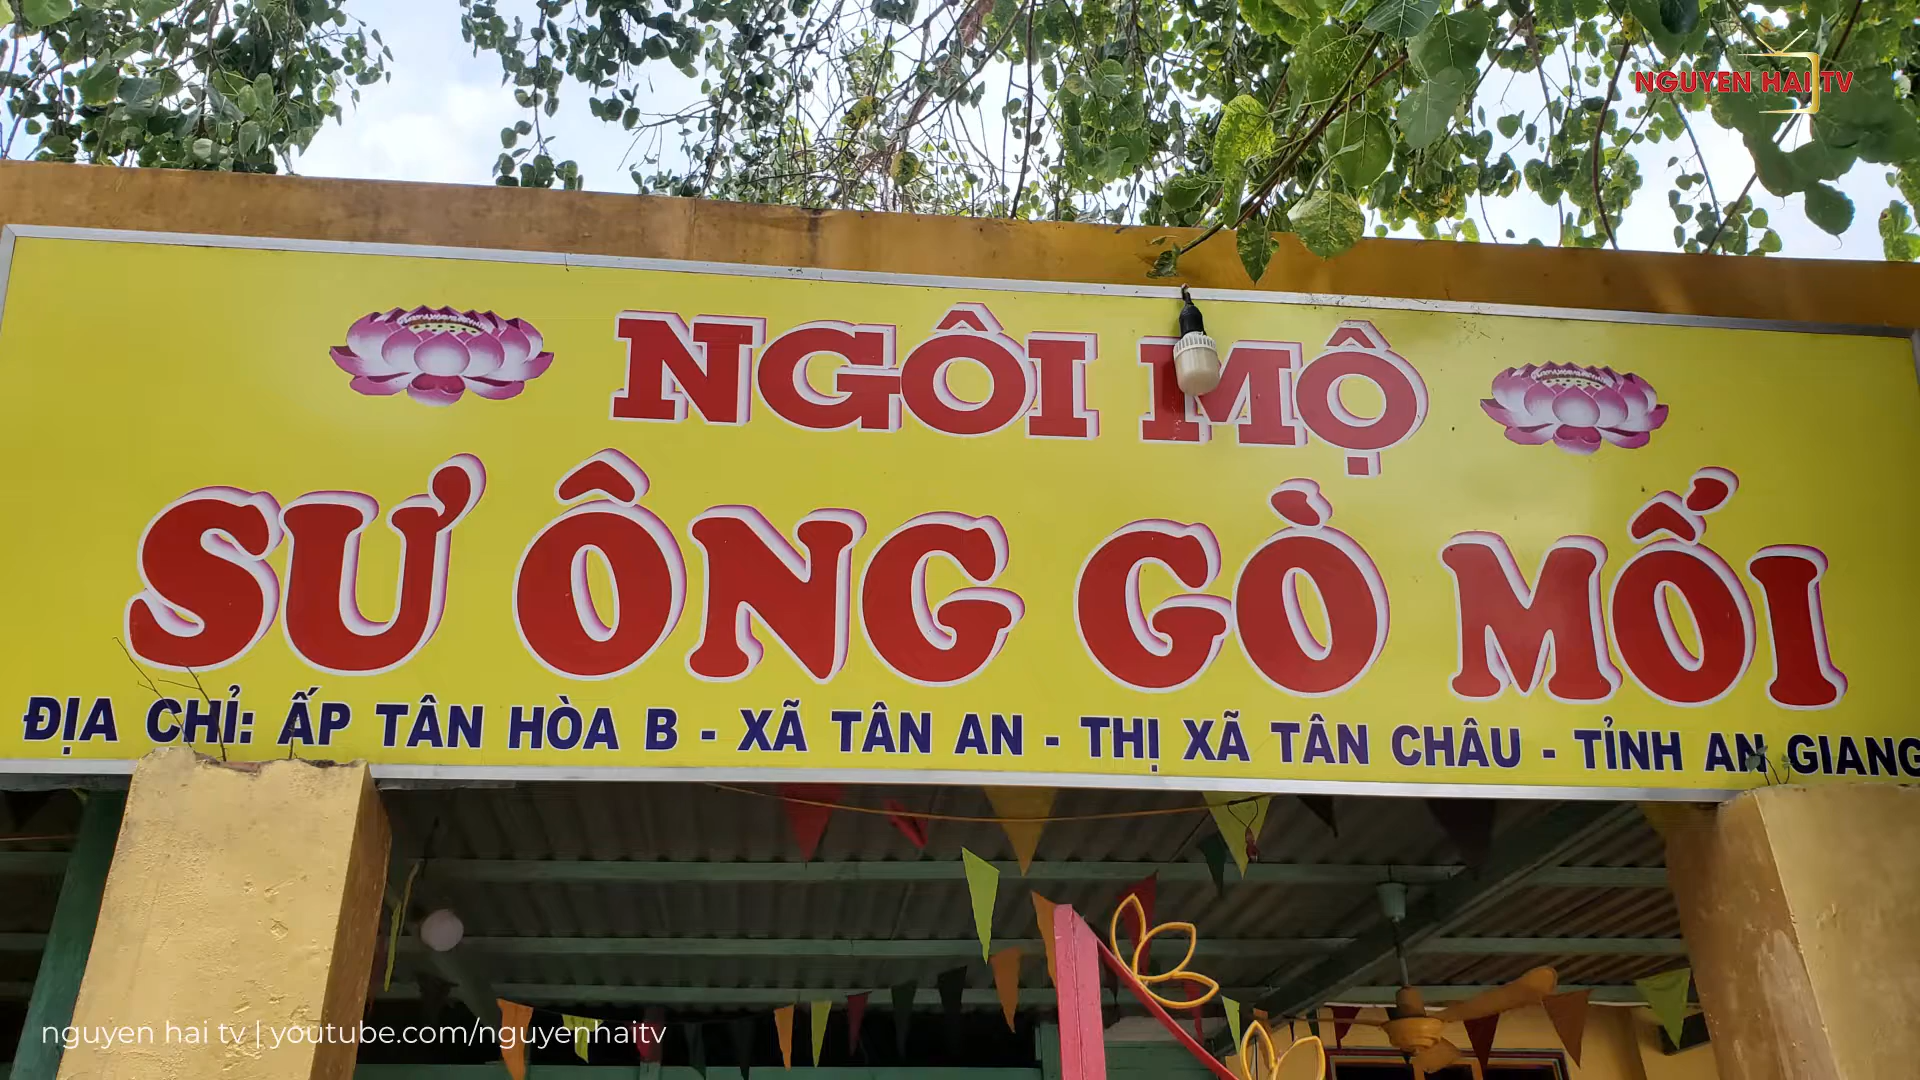 NGUYEN HAI TV
NGÔI MỘ
SƯ ÔNG GÒ MỐI
ĐỊA CHỈ: ẤP TÂN HÒA B - XÃ TÂN AN - THỊ XÃ TÂN CHÂU - TỈNH AN GIANG
nguyen hai tv | youtube.com/nguyenhaitv